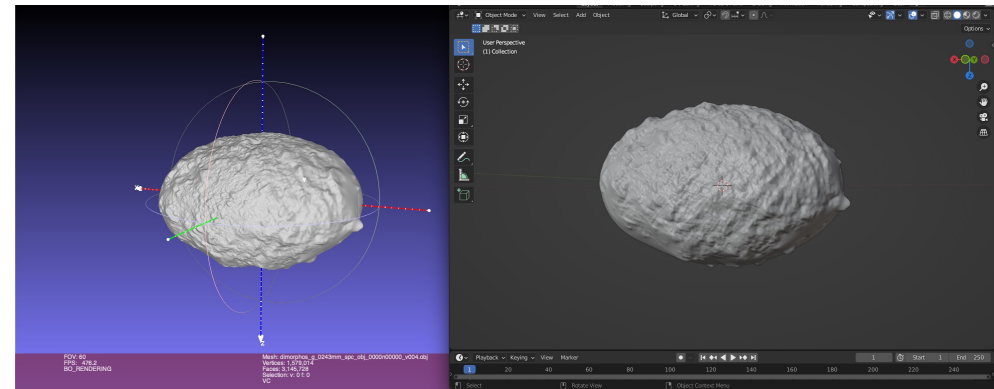 FOV: 60
FPS: 476.2
BO_RENDERING
Mesh: dimorphos_g_0243mm_spc_obj_0000n00000_v004.obj
Vertices: 1,579,014
Faces: 3,145,728
Selection: v: 0 f: 0
VC
Object Mode View Select Add Object Global
Options
User Perspective
(1) Collection
X
Y
Z
Playback Keying View Marker 1 Start 1 End 250
1 20 40 60 80 100 120 140 160 180 200 220 240
Select Rotate View Object Context Menu